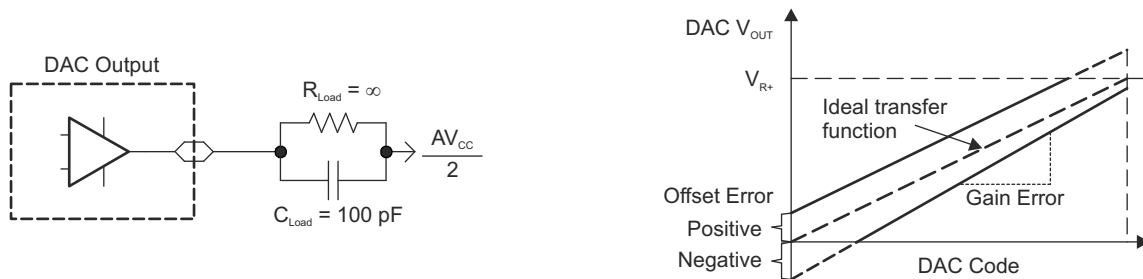 DAC Output
R_Load = ∞
C_Load = 100 pF
AV_CC
2
DAC V_OUT
V_R+
Ideal transfer
function
Offset Error
Positive
Negative
Gain Error
DAC Code